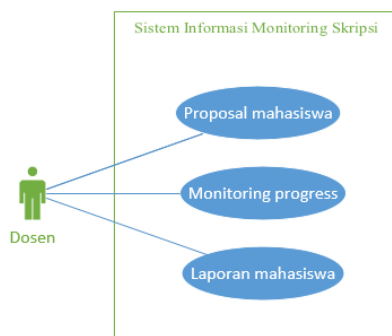 Sistem Informasi Monitoring Skripsi
Proposal mahasiswa
Monitoring progress
Dosen
Laporan mahasiswa